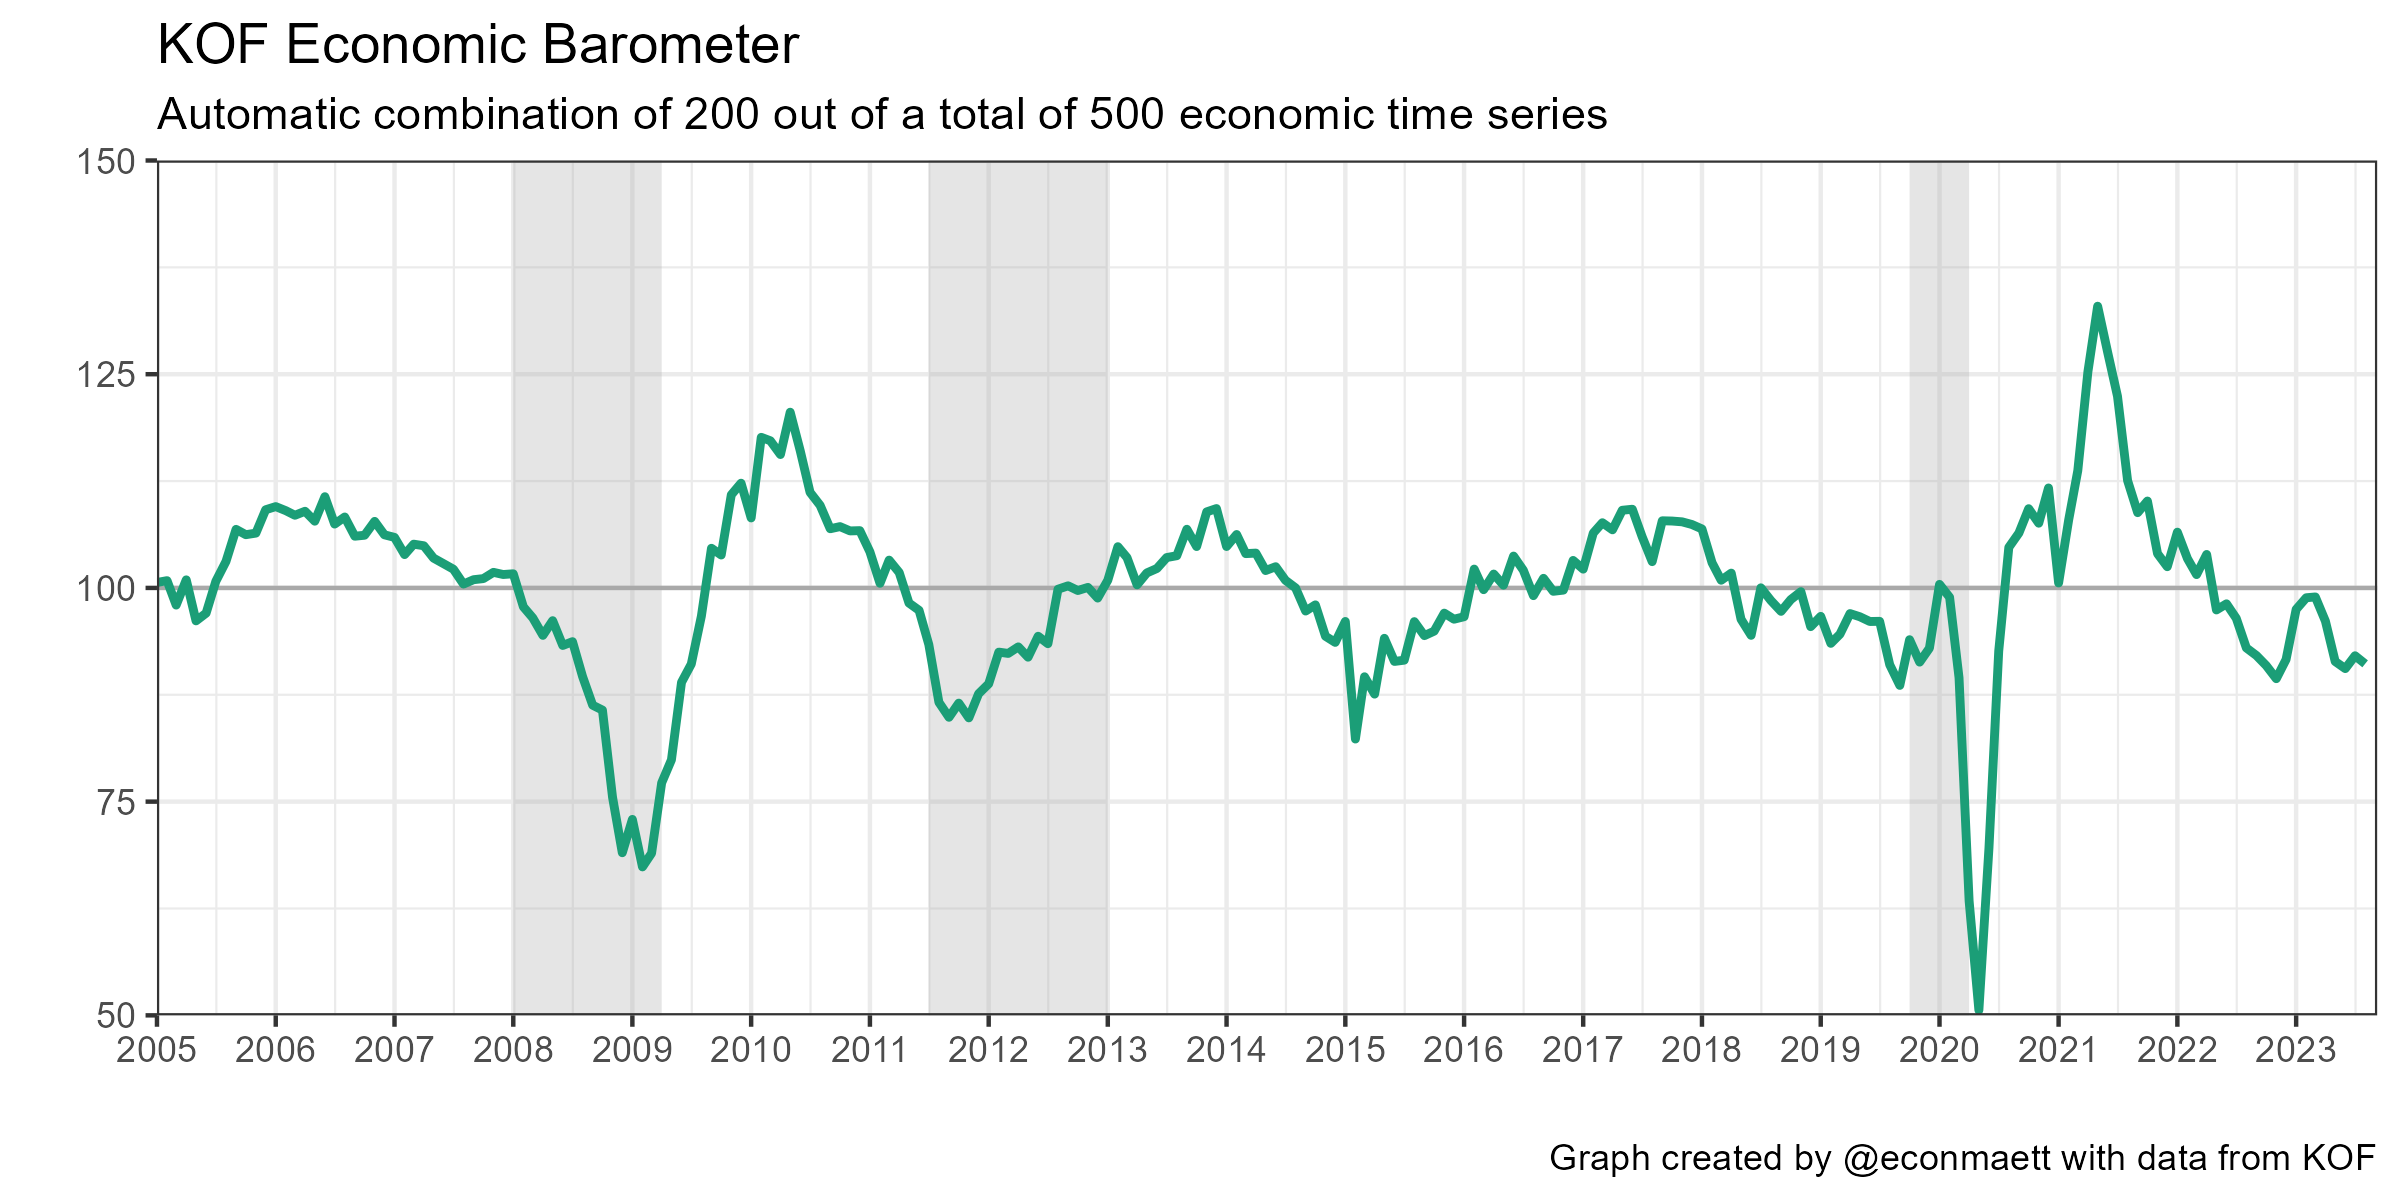 KOF Economic Barometer
Automatic combination of 200 out of a total of 500 economic time series
150
125
100
75
50
2005 2006 2007 2008 2009 2010 2011 2012 2013 2014 2015 2016 2017 2018 2019 2020 2021 2022 2023
Graph created by @econmaett with data from KOF